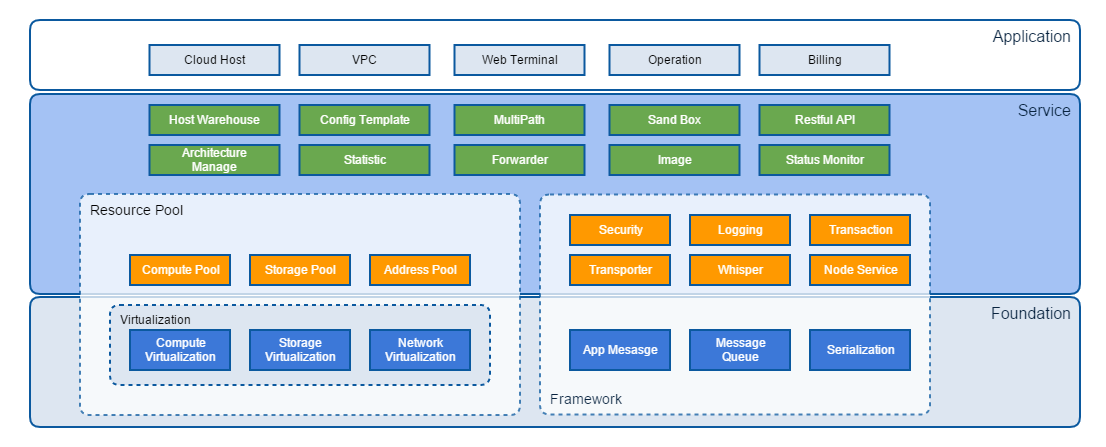 Application
Cloud Host
VPC
Web Terminal
Operation
Billing
Service
Host Warehouse
Config Template
MultiPath
Sand Box
Restful API
Architecture
Manage
Statistic
Forwarder
Image
Status Monitor
Resource Pool
Compute Pool
Storage Pool
Address Pool
Security
Logging
Transaction
Transporter
Whisper
Node Service
Foundation
Virtualization
Compute
Virtualization
Storage
Virtualization
Network
Virtualization
App Mesasge
Message
Queue
Serialization
Framework